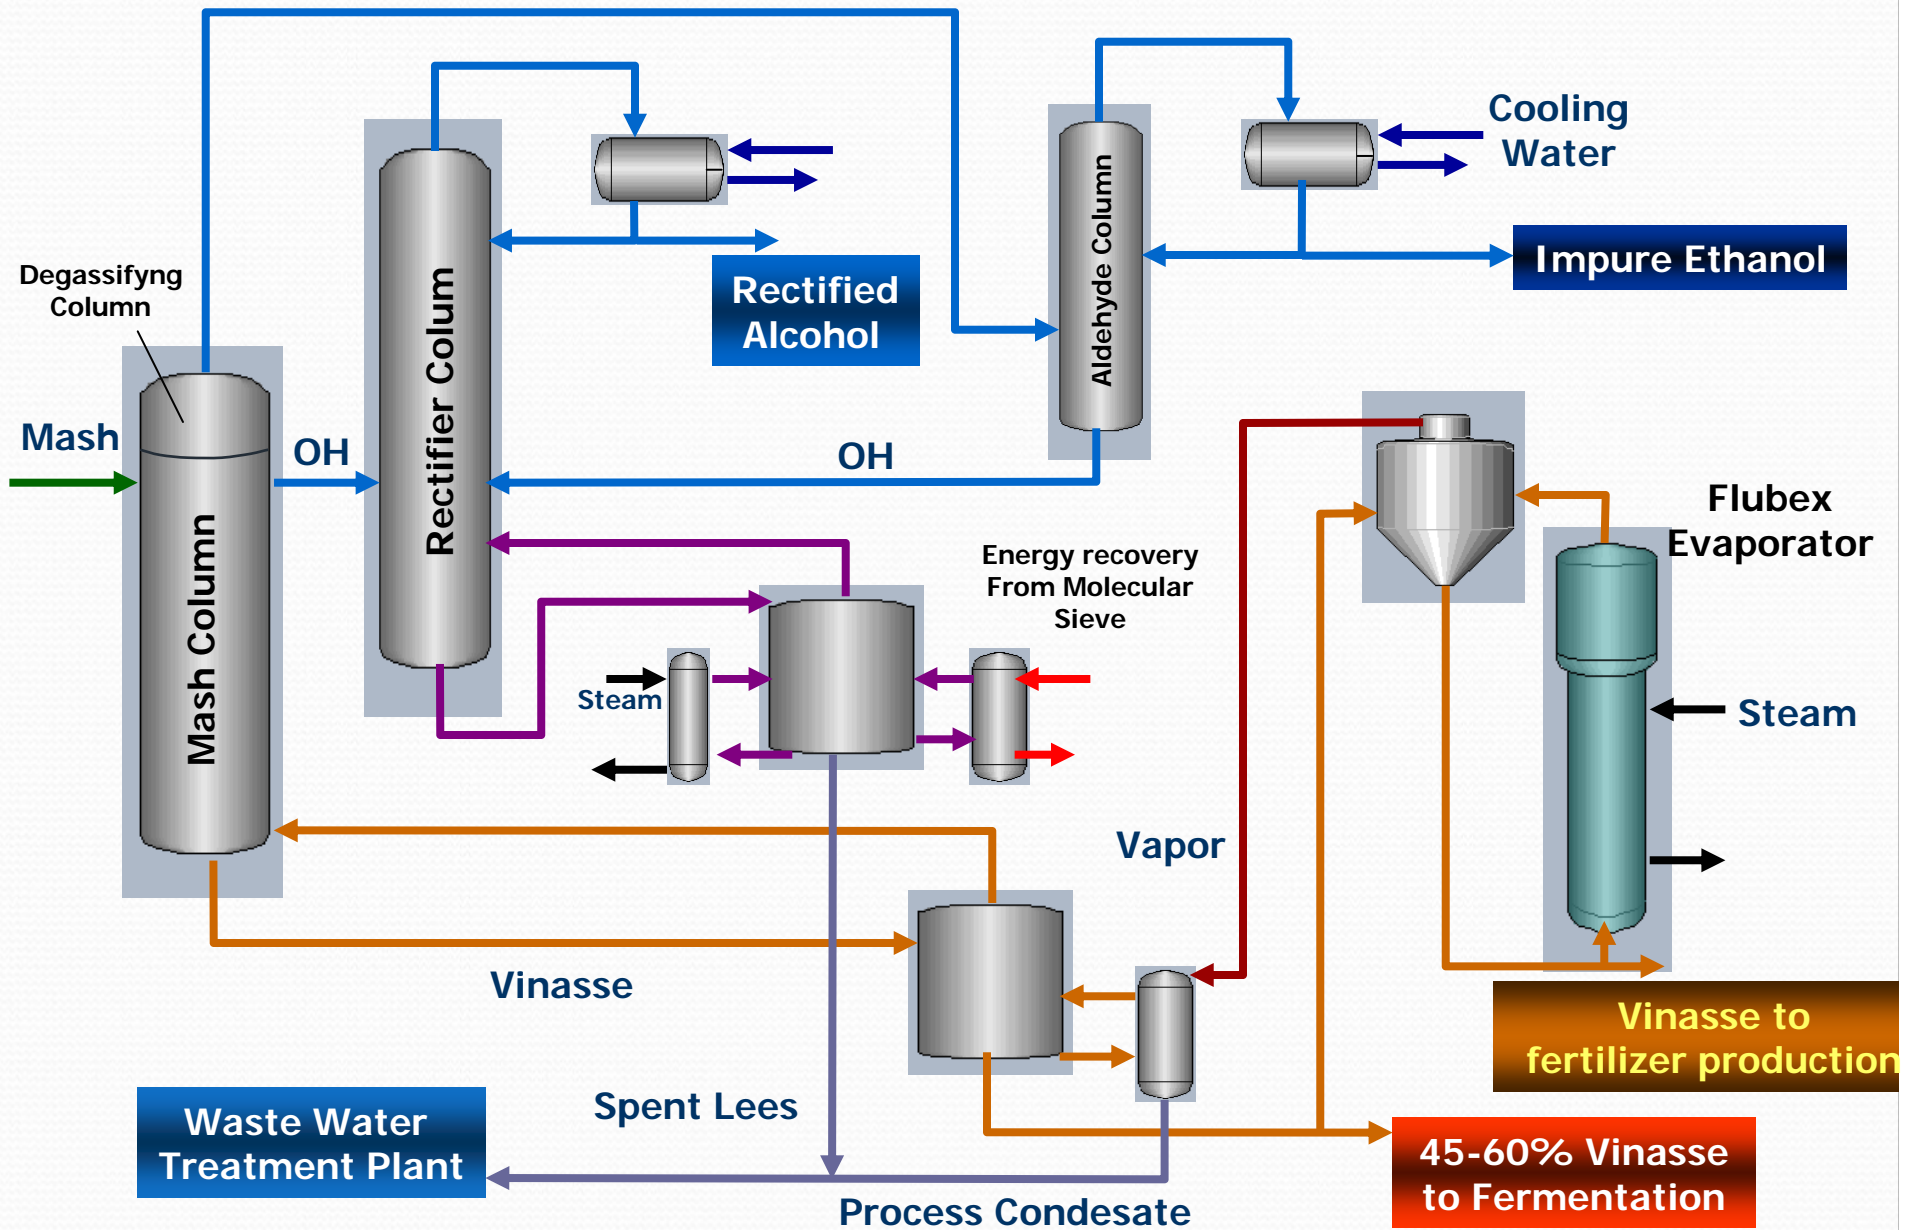 Cooling
Water
Impure Ethanol
Degassifyng
Column
Rectified
Alcohol
Aldehyde Column
Rectifier Colum
Mash
OH
OH
Mash Column
Flubex
Evaporator
Energy recovery
From Molecular
Sieve
Steam
Steam
Vapor
Vinasse
Vinasse to
fertilizer production
Spent Lees
Waste Water
Treatment Plant
45-60% Vinasse
to Fermentation
Process Condesate